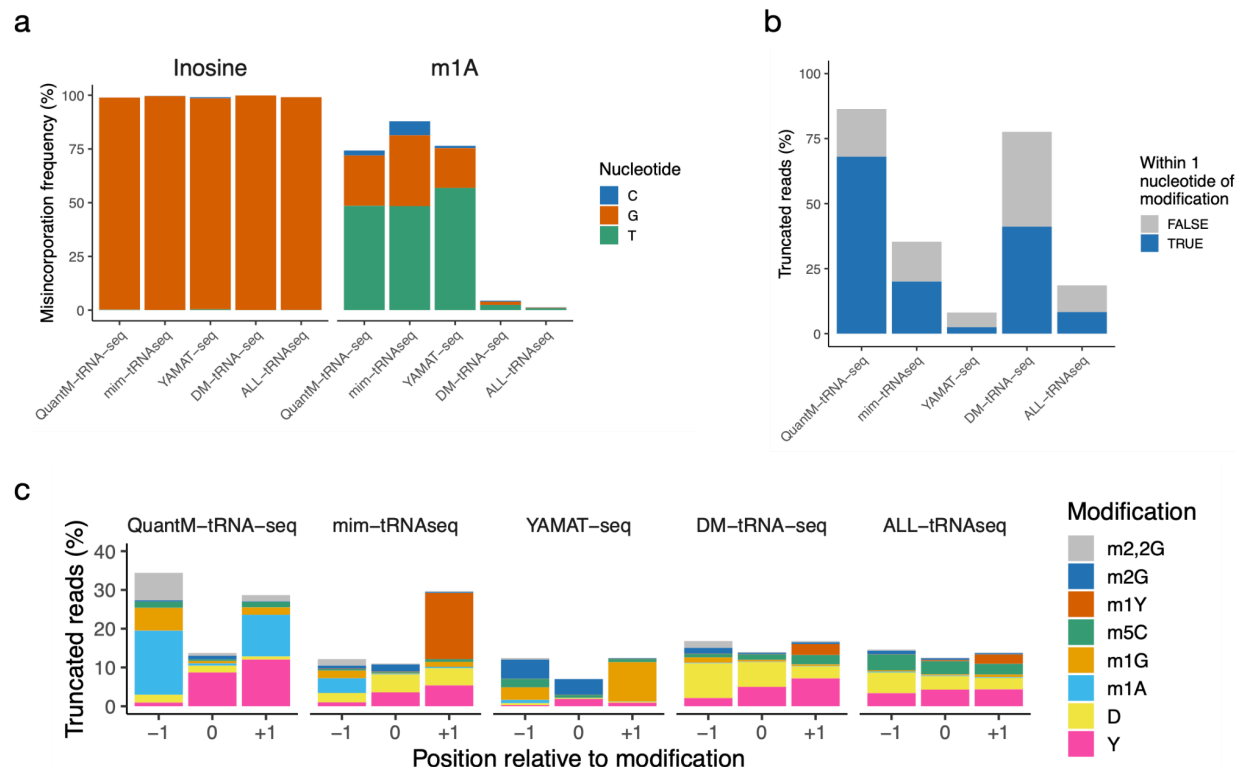 a
Inosine
m1A
Misincorporation frequency (%)
100
75
50
25
0
QuantM−tRNA−seq
mim−tRNAseq
YAMAT−seq
DM−tRNA−seq
ALL−tRNAseq
QuantM−tRNA−seq
mim−tRNAseq
YAMAT−seq
DM−tRNA−seq
ALL−tRNAseq
Nucleotide
C
G
T
b
Truncated reads (%)
100
75
50
25
0
QuantM−tRNA−seq
mim−tRNAseq
YAMAT−seq
DM−tRNA−seq
ALL−tRNAseq
Within 1
nucleotide of
modification
FALSE
TRUE
c
QuantM−tRNA−seq mim−tRNAseq YAMAT−seq DM−tRNA−seq ALL−tRNAseq
Truncated reads (%)
40
30
20
10
0
−1 0 +1 −1 0 +1 −1 0 +1 −1 0 +1 −1 0 +1
Position relative to modification
Modification
m2,2G
m2G
m1Y
m5C
m1G
m1A
D
Y